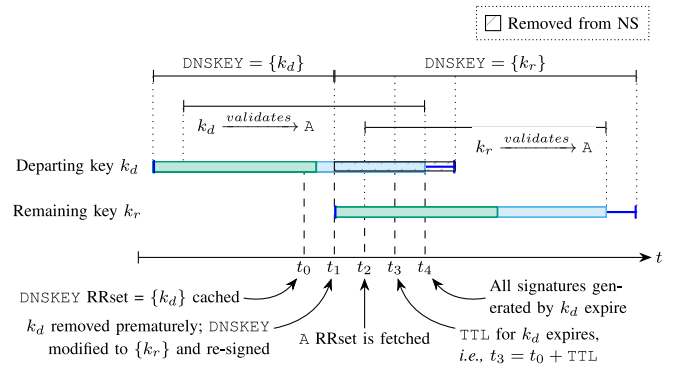 Removed from NS
DNSKEY = {k_d}
DNSKEY = {k_r}
k_d validates→ A
k_r validates→ A
Departing key k_d
Remaining key k_r
t
t_0 t_1 t_2 t_3 t_4
DNSKEY RRset = {k_d} cached
k_d removed prematurely; DNSKEY
modified to {k_r} and re-signed
A RRset is fetched
All signatures gen-
erated by k_d expire
TTL for k_d expires,
i.e., t_3 = t_0 + TTL